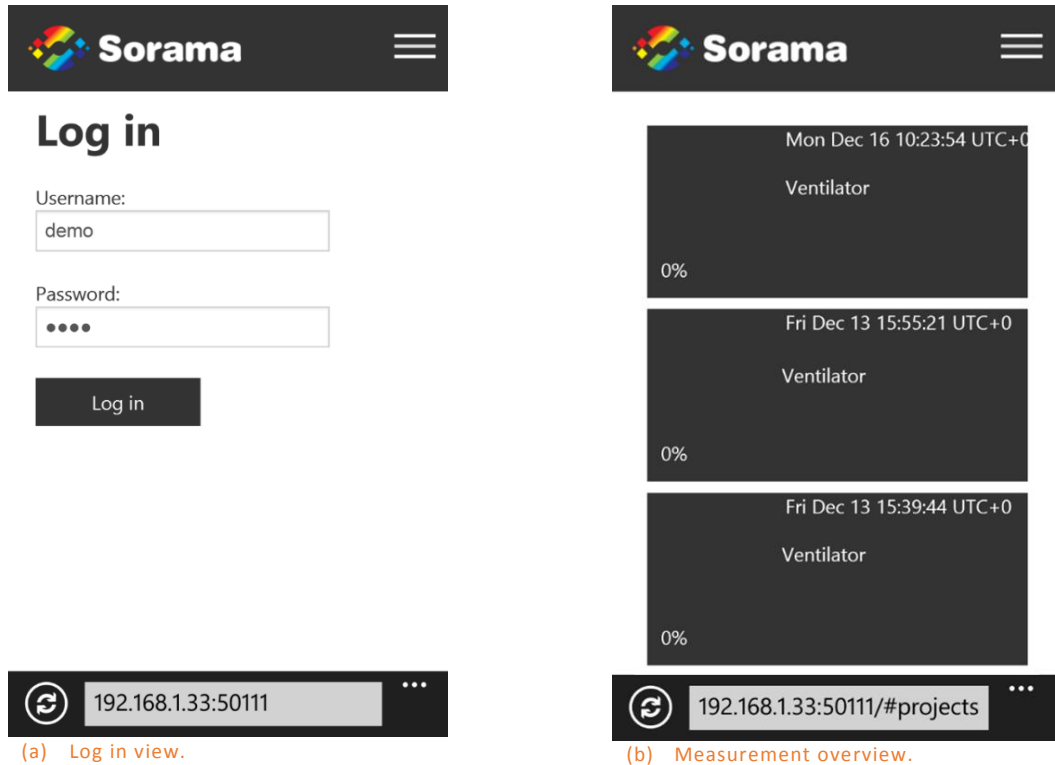 Sorama
Log in
Username:
demo
Password:
••••
Log in
192.168.1.33:50111
(a) Log in view.
Sorama
Mon Dec 16 10:23:54 UTC+0
Ventilator
0%
Fri Dec 13 15:55:21 UTC+0
Ventilator
0%
Fri Dec 13 15:39:44 UTC+0
Ventilator
0%
192.168.1.33:50111/#projects
(b) Measurement overview.